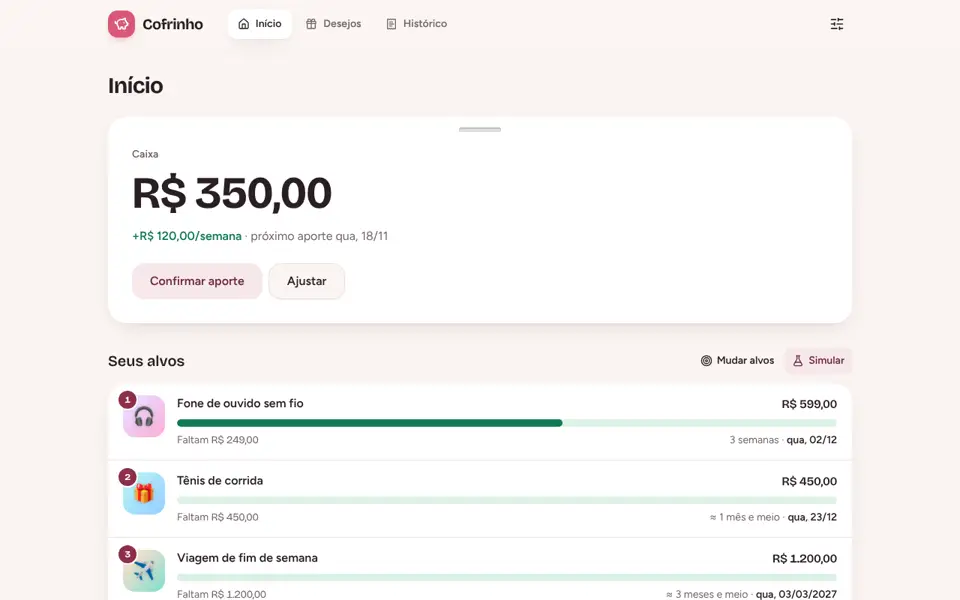 Cofrinho
Início
Desejos
Histórico
Início
Caixa
R$ 350,00
+R$ 120,00/semana · próximo aporte qua, 18/11
Confirmar aporte
Ajustar
Seus alvos
Mudar alvos
Simular
1
Fone de ouvido sem fio
R$ 599,00
Faltam R$ 249,00
3 semanas · qua, 02/12
2
Tênis de corrida
R$ 450,00
Faltam R$ 450,00
≈ 1 mês e meio · qua, 23/12
3
Viagem de fim de semana
R$ 1.200,00
Faltam R$ 1.200,00
≈ 3 meses e meio · qua, 03/03/2027